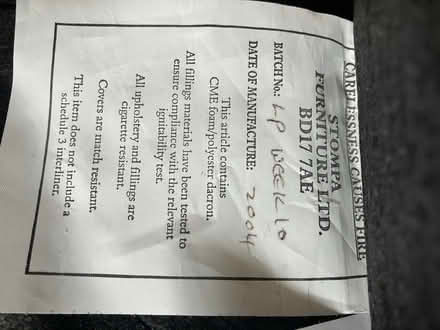 CARELESSNESS CAUSES FIRE
STOMPA
FURNITURE LTD.
BD17 7AE
BATCH No.: LP WEEK 10
DATE OF MANUFACTURE: 2004
This article contains
CME foam/polyester dacron.
All fillings materials have been tested to
ensure compliance with the relevant
ignitability test.
All upholstery and fillings are
cigarette resistant.
Covers are match resistant.
This item does not include a
schedule 3 interliner.